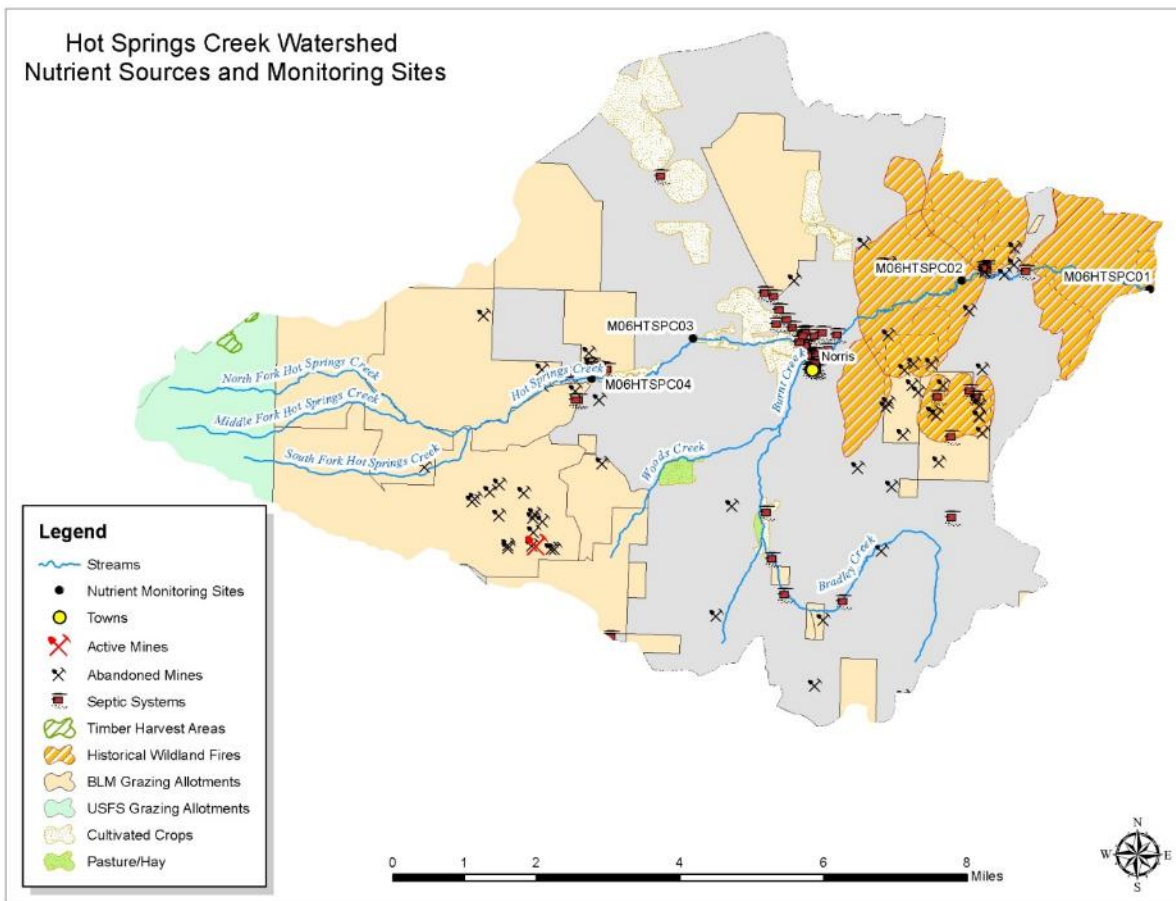 Hot Springs Creek Watershed
Nutrient Sources and Monitoring Sites
M06HTSPC02
M06HTSPC01
M06HTSPC03
Norris
M06HTSPC04
Hot Springs Creek
Burnt Creek
North Fork Hot Springs Creek
Middle Fork Hot Springs Creek
South Fork Hot Springs Creek
Woods Creek
Bradley Creek
Legend
Streams
Nutrient Monitoring Sites
Towns
Active Mines
Abandoned Mines
Septic Systems
Timber Harvest Areas
Historical Wildland Fires
BLM Grazing Allotments
USFS Grazing Allotments
Cultivated Crops
Pasture/Hay
0 1 2 4 6 8
Miles
N
W E
S